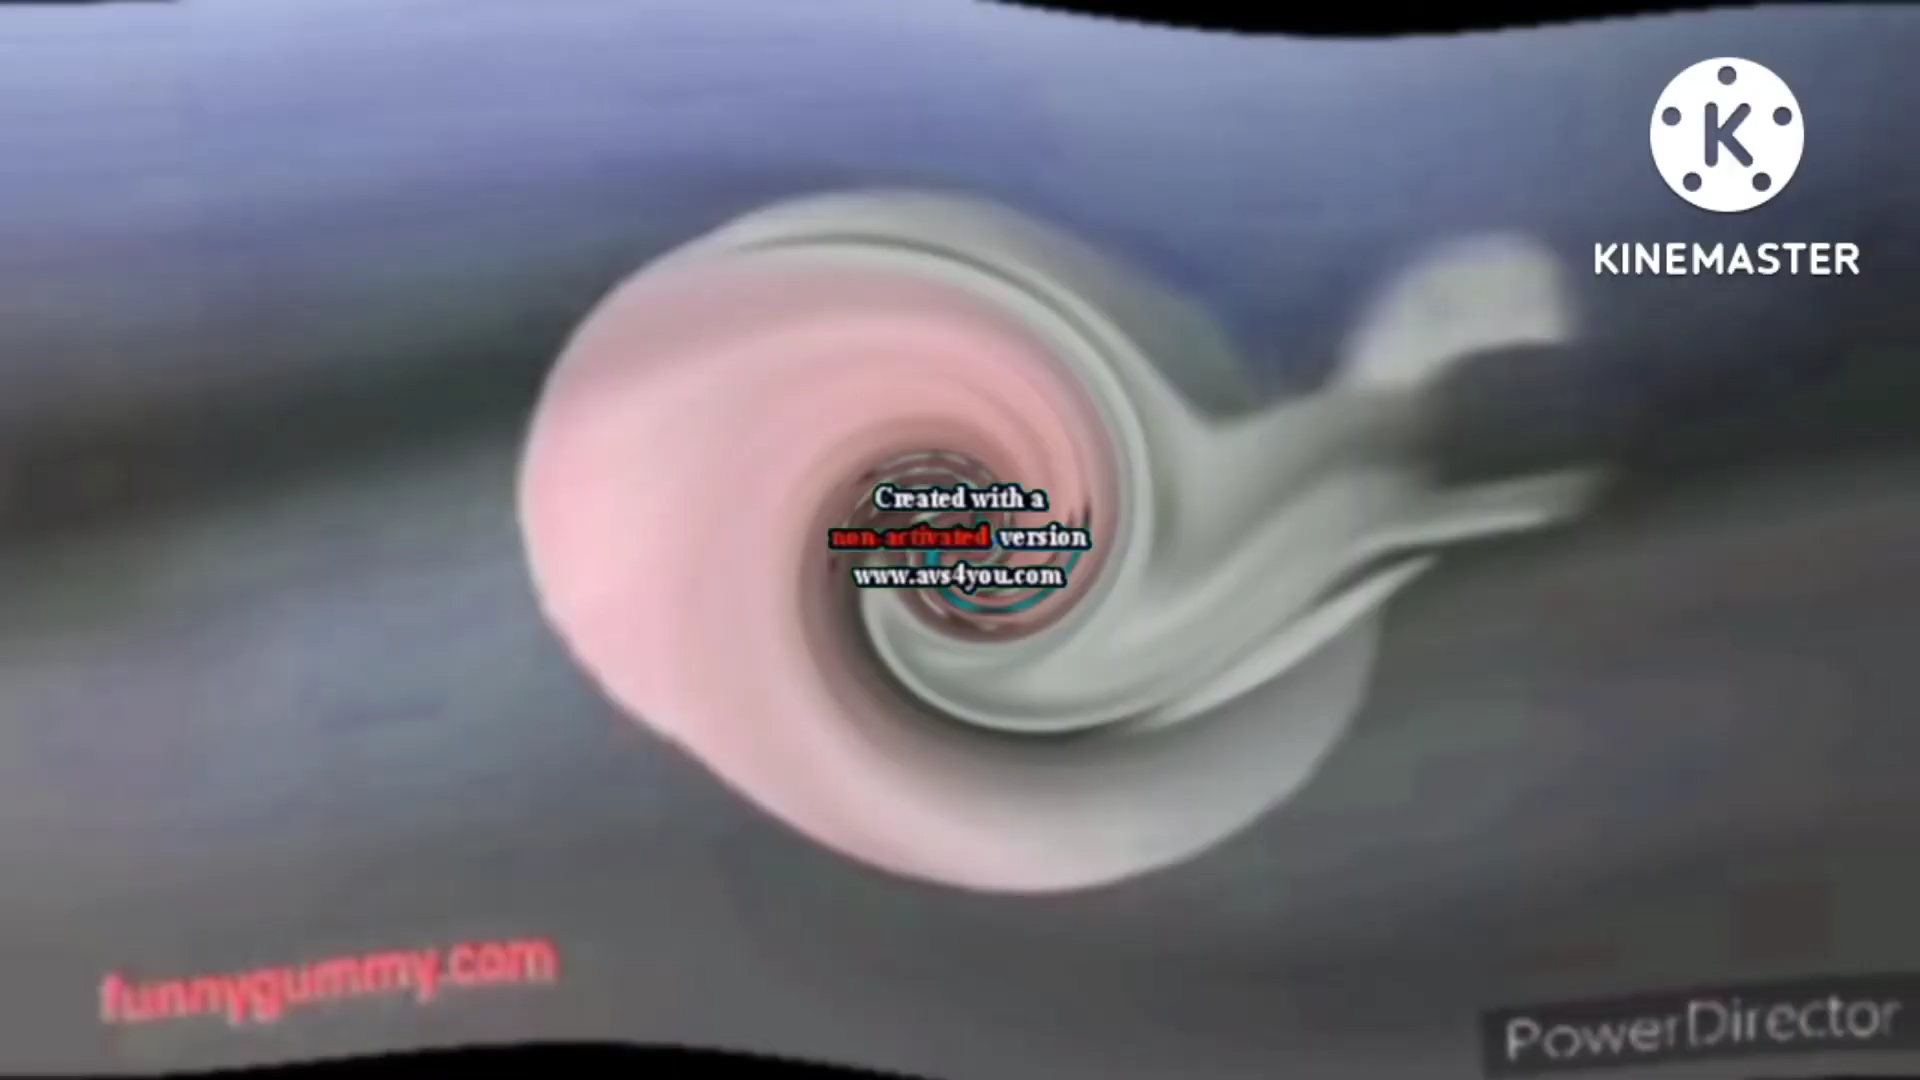 K
KINEMASTER
Created with a
non-activated version
www.avs4you.com
funnygummy.com
PowerDirector